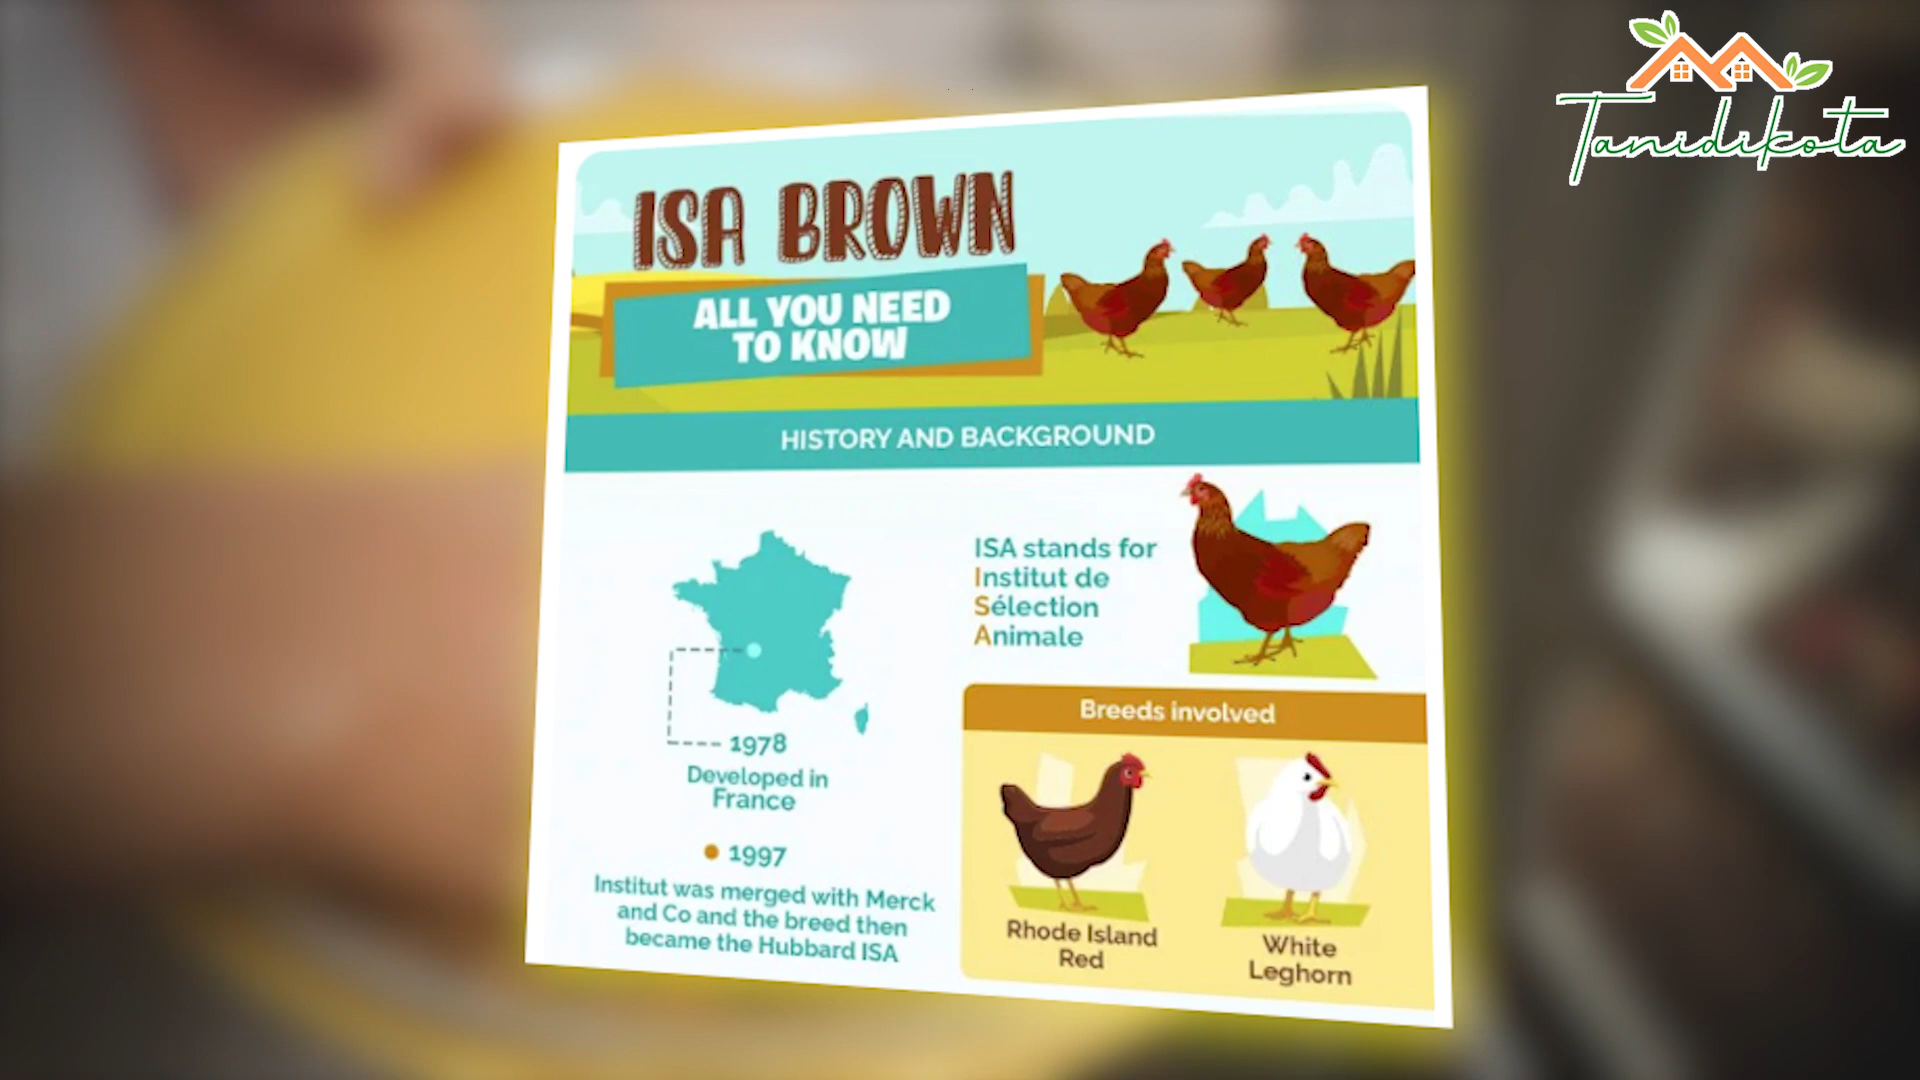 Tanidikota
ISA BROWN
ALL YOU NEED
TO KNOW
HISTORY AND BACKGROUND
ISA stands for
Institut de
Sélection
Animale
1978
Developed in
France
1997
Institut was merged with Merck
and Co and the breed then
became the Hubbard ISA
Breeds involved
Rhode Island
Red
White
Leghorn